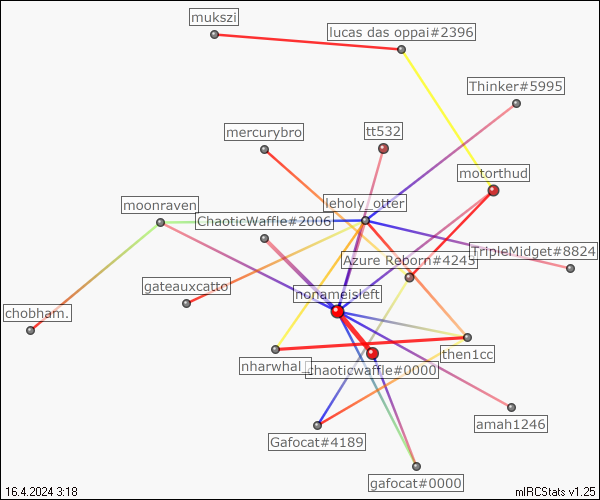 mukszi
lucas das oppai#2396
Thinker#5995
mercurybro
tt532
motorthud
leholy_otter
moonraven
ChaoticWaffle#2006
TripleMidget#8824
Azure Reborn#4243
gateauxcatto
nonameisleft
chobham.
then1cc
nharwhal_
chaoticwaffle#0000
amah1246
Gafocat#4189
gafocat#0000
16.4.2024 3:18
mIRCStats v1.25